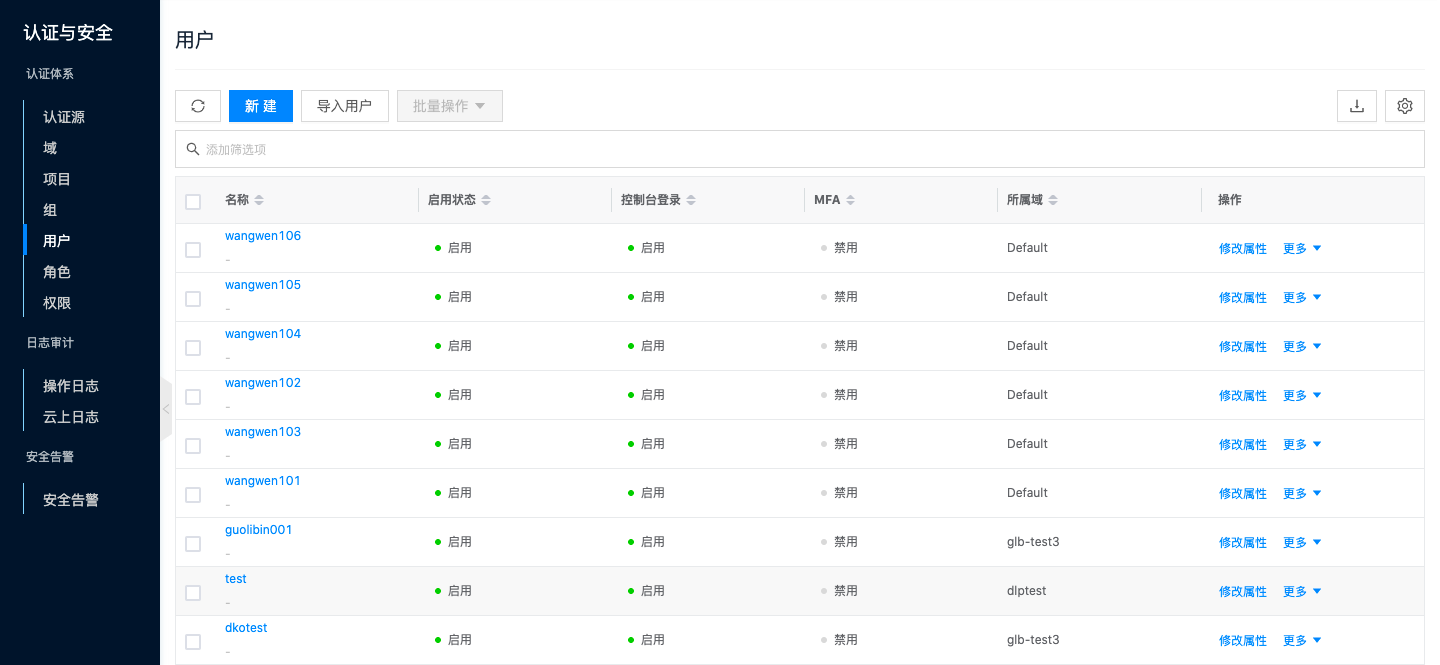 认证与安全
认证体系
认证源
域
项目
组
用户
角色
权限
日志审计
操作日志
云上日志
安全告警
安全告警
用户
新 建 导入用户 批量操作
添加筛选项
名称 启用状态 控制台登录 MFA 所属域 操作
wangwen106 启用 启用 禁用 Default 修改属性 更多
-
wangwen105 启用 启用 禁用 Default 修改属性 更多
-
wangwen104 启用 启用 禁用 Default 修改属性 更多
-
wangwen102 启用 启用 禁用 Default 修改属性 更多
-
wangwen103 启用 启用 禁用 Default 修改属性 更多
-
wangwen101 启用 启用 禁用 Default 修改属性 更多
-
guolibin001 启用 启用 禁用 glb-test3 修改属性 更多
-
test 启用 启用 禁用 dlptest 修改属性 更多
-
dkotest 启用 启用 禁用 glb-test3 修改属性 更多
-